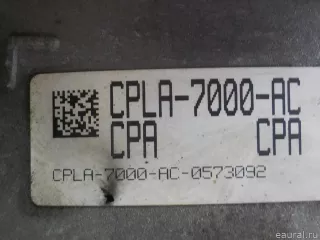 CPLA-7000-AC
CPA CPA
CPLA-7000-AC-0573092
© eaural.ru